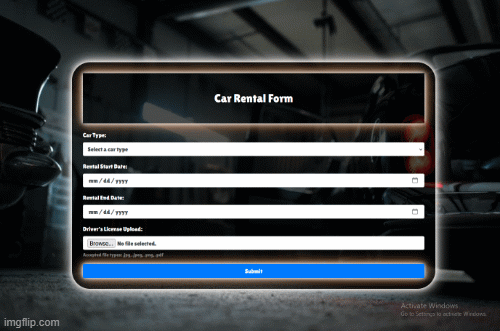 Car Rental Form
Car Type:
Select a car type
Rental Start Date:
mm / dd / yyyy
Rental End Date:
mm / dd / yyyy
Driver's License Upload:
Browse... No file selected.
Accepted file types: .jpg, .jpeg, .png, .pdf
Submit
Activate Windows
Go to Settings to activate Windows.
imgflip.com